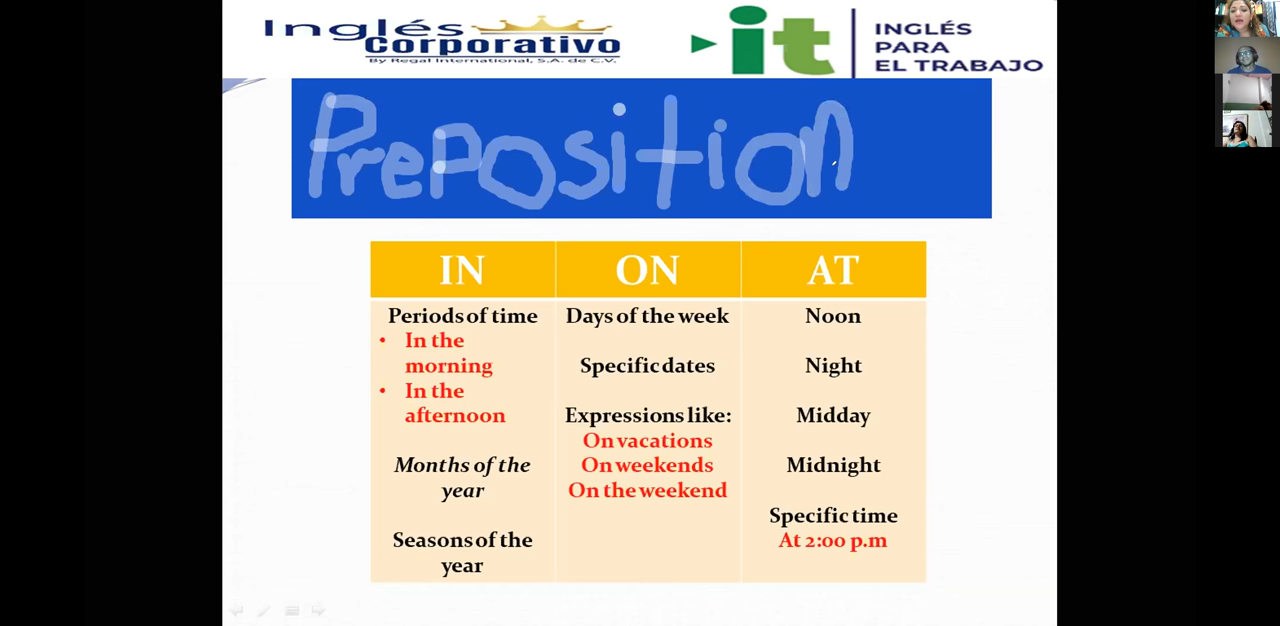 Inglés
Corporativo
By Regal International, S.A. de C.V.
it
INGLÉS
PARA
EL TRABAJO
Preposition
IN
ON
AT
Periods of time
• In the
morning
• In the
afternoon
Months of the
year
Seasons of the
year
Days of the week
Specific dates
Expressions like:
On vacations
On weekends
On the weekend
Noon
Night
Midday
Midnight
Specific time
At 2:00 p.m